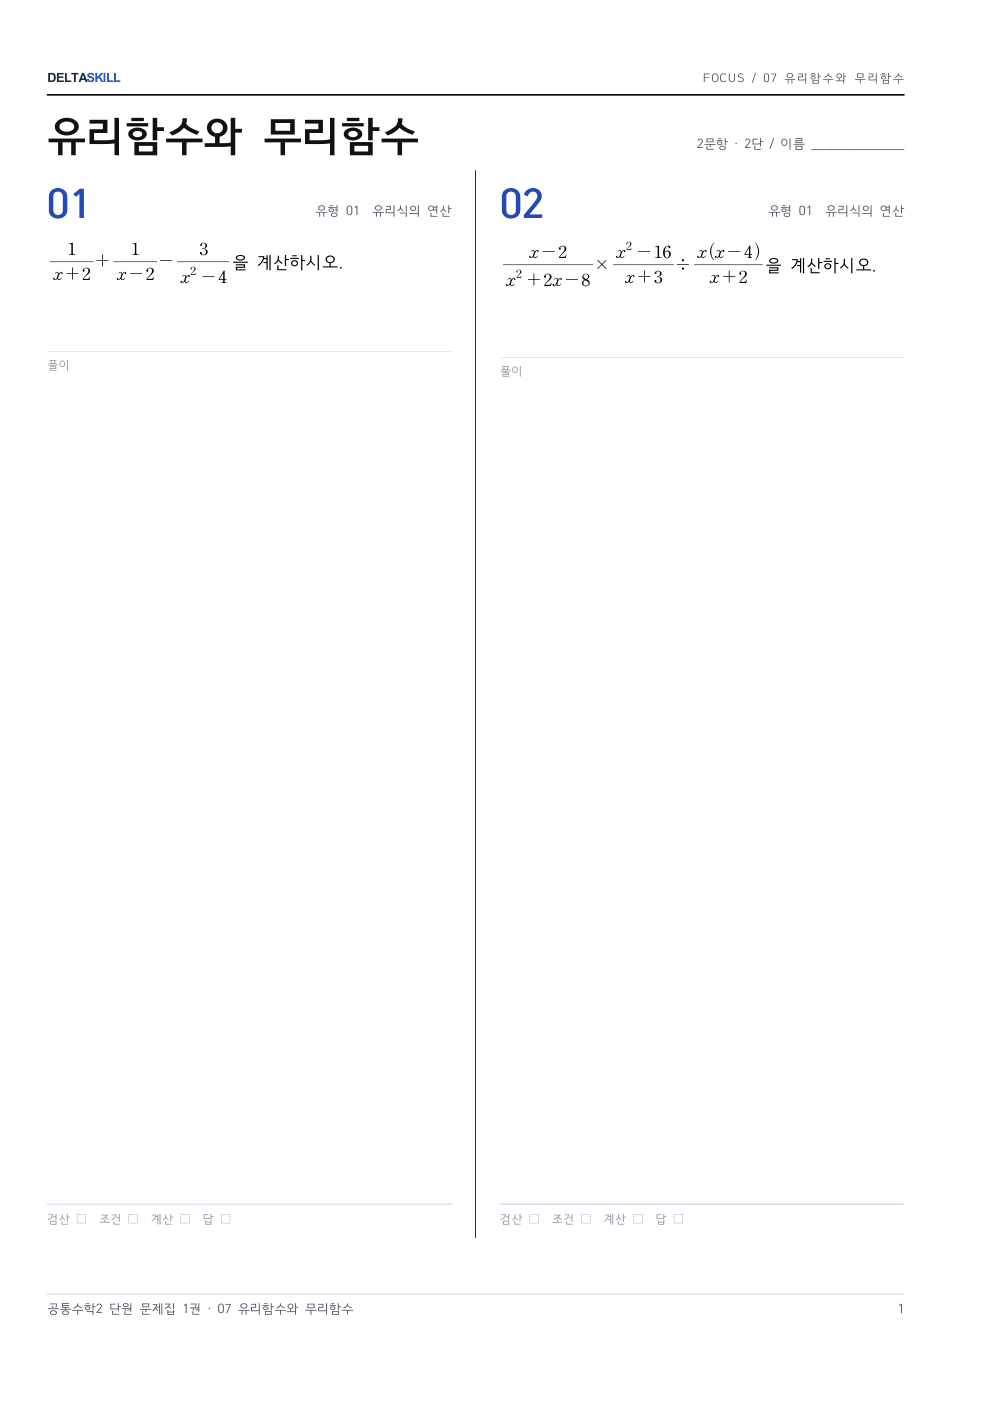 DELTASKILL
FOCUS / 07 유리함수와 무리함수
유리함수와 무리함수
2문항 · 2단 / 이름 ______________
01
유형 01 유리식의 연산
1/(x+2) + 1/(x−2) − 3/(x² −4) 을 계산하시오.
풀이
검산 □ 조건 □ 계산 □ 답 □
02
유형 01 유리식의 연산
(x−2)/(x² +2x−8) × (x² −16)/(x+3) ÷ x(x−4)/(x+2) 을 계산하시오.
풀이
검산 □ 조건 □ 계산 □ 답 □
공통수학2 단원 문제집 1권 · 07 유리함수와 무리함수
1